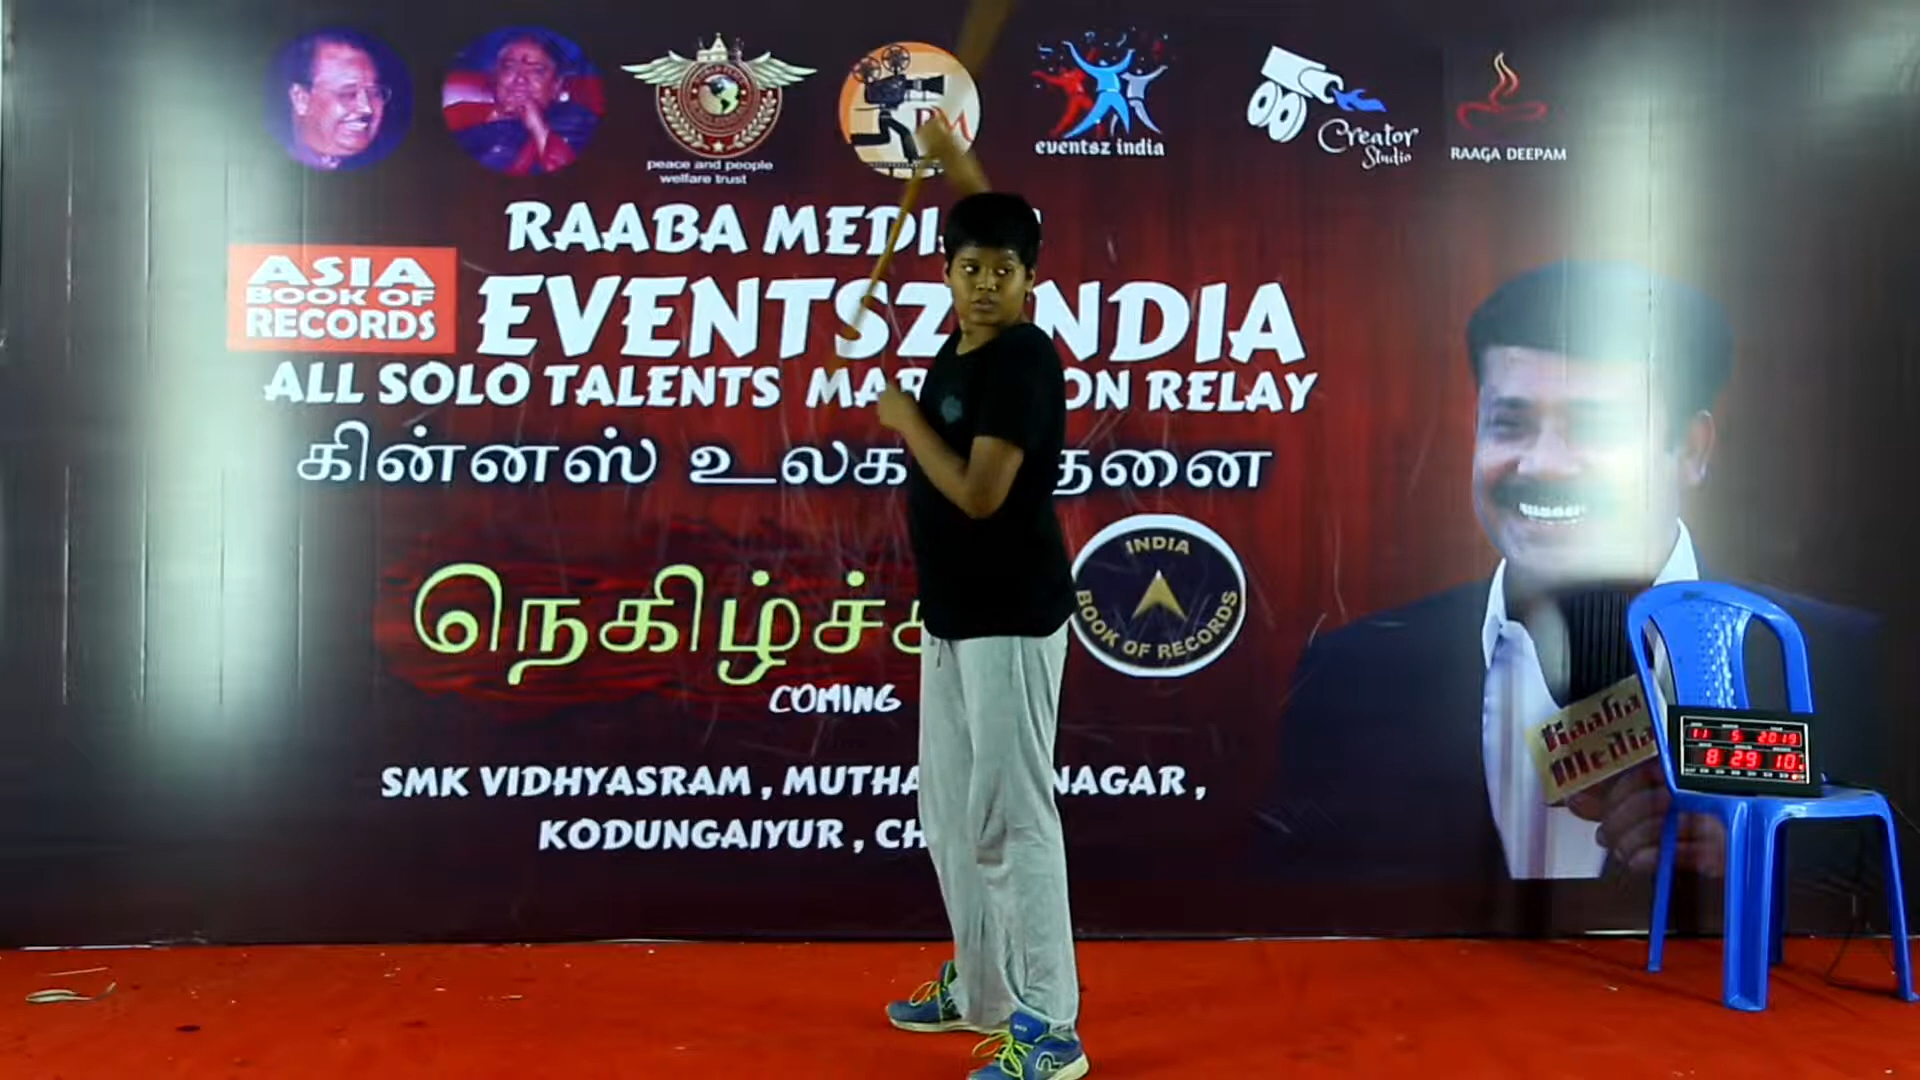 peace and people
welfare trust
RM
eventsz india
Creator
Studio
RAAGA DEEPAM
RAABA MEDI
ASIA
BOOK OF
RECORDS
EVENTSZ INDIA
ALL SOLO TALENTS MAR ON RELAY
கின்னஸ் உலக தனை
நெகிழ்ச்
INDIA
BOOK OF RECORDS
COMING
SMK VIDHYASRAM , MUTHA NAGAR ,
KODUNGAIYUR , CH
Raaba
Media
11 5 2019
8 29 10